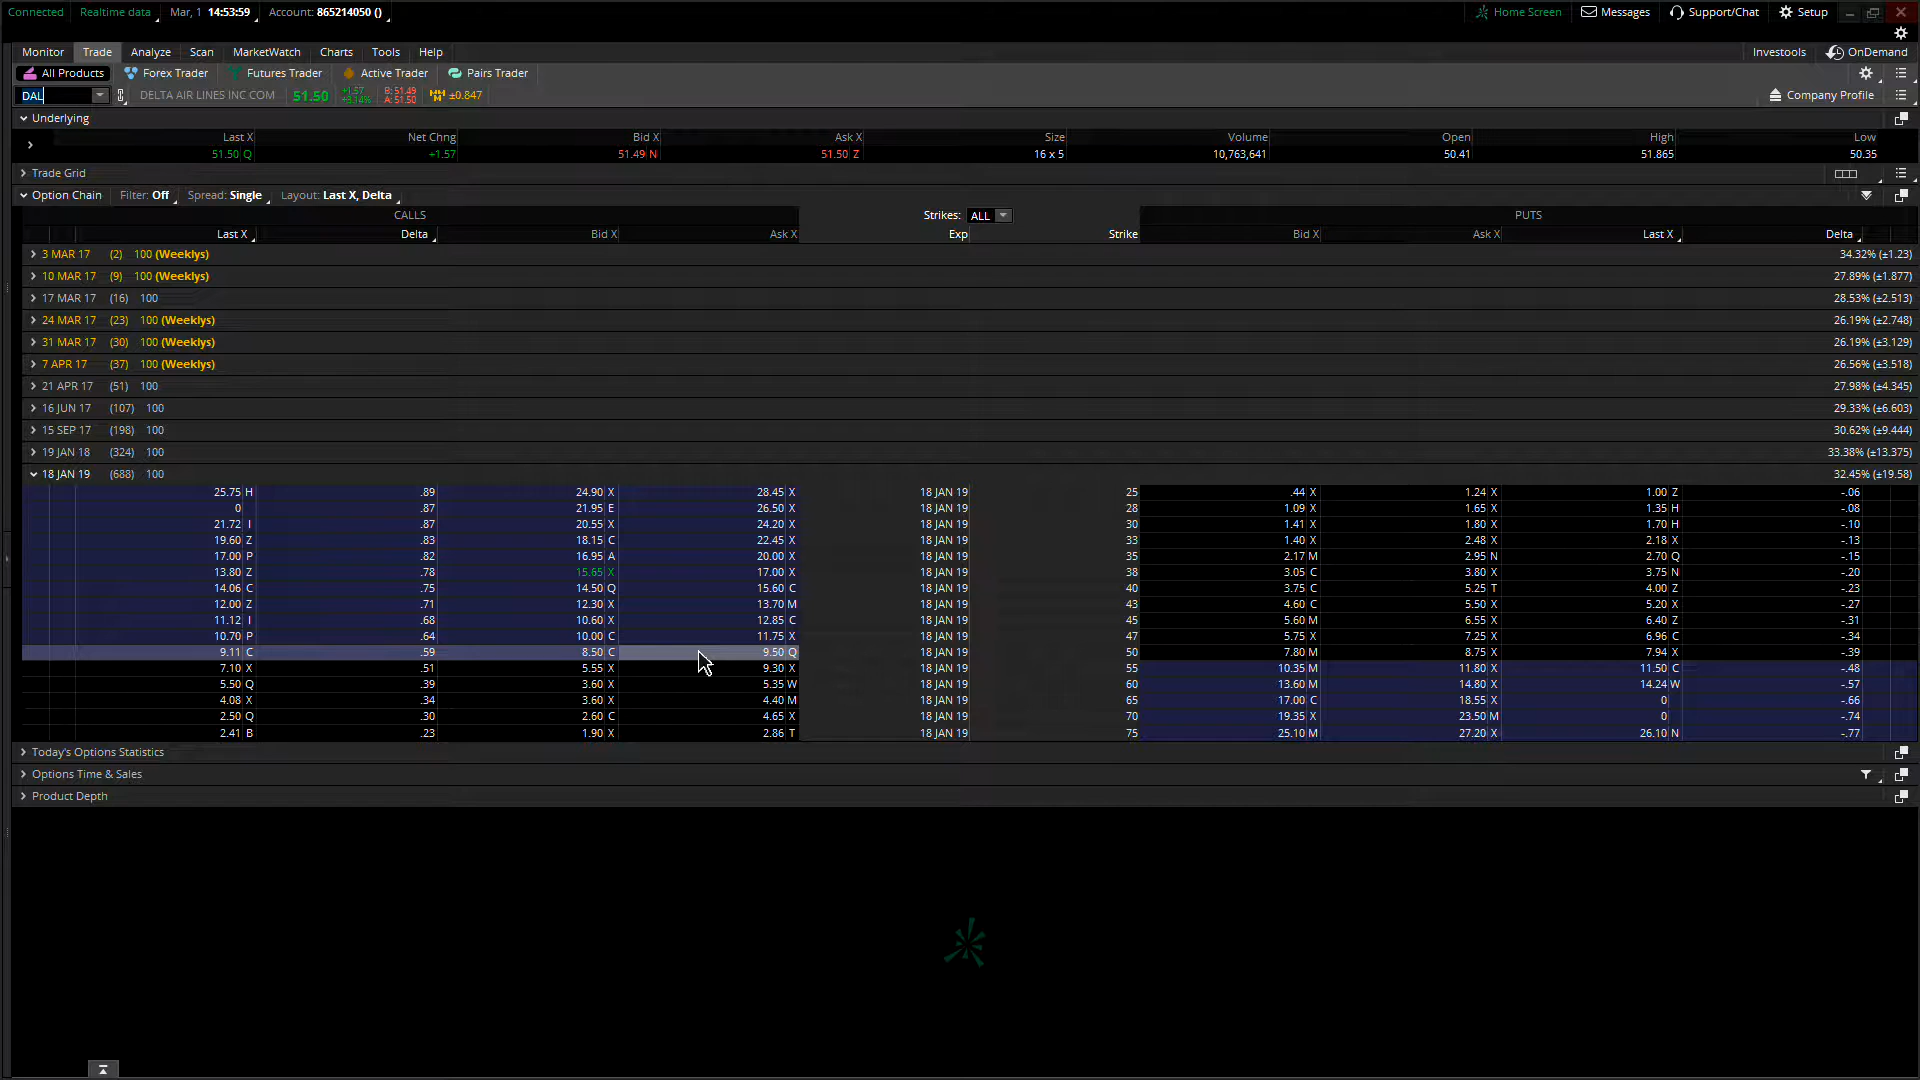 Connected Realtime data Mar, 1 14:53:59 Account: 865214050 () Home Screen Messages Support/Chat Setup
Monitor Trade Analyze Scan MarketWatch Charts Tools Help Investools OnDemand
All Products Forex Trader Futures Trader Active Trader Pairs Trader
DAL DELTA AIR LINES INC COM 51.50 +1.57 +3.14% B: 51.49 A: 51.50 ±0.847 Company Profile
Underlying
Last X Net Chng Bid X Ask X Size Volume Open High Low
51.50 Q +1.57 51.49 N 51.50 Z 16 x 5 10,763,641 50.41 51.865 50.35
Trade Grid
Option Chain Filter: Off Spread: Single Layout: Last X, Delta
CALLS Strikes: ALL PUTS
Last X Delta Bid X Ask X Exp Strike Bid X Ask X Last X Delta
3 MAR 17 (2) 100 (Weeklys) 34.32% (±1.23)
10 MAR 17 (9) 100 (Weeklys) 27.89% (±1.877)
17 MAR 17 (16) 100 28.53% (±2.513)
24 MAR 17 (23) 100 (Weeklys) 26.19% (±2.748)
31 MAR 17 (30) 100 (Weeklys) 26.19% (±3.129)
7 APR 17 (37) 100 (Weeklys) 26.56% (±3.518)
21 APR 17 (51) 100 27.98% (±4.345)
16 JUN 17 (107) 100 29.33% (±6.603)
15 SEP 17 (198) 100 30.62% (±9.444)
19 JAN 18 (324) 100 33.38% (±13.375)
18 JAN 19 (688) 100 32.45% (±19.58)
25.75 H .89 24.90 X 28.45 X 18 JAN 19 25 .44 X 1.24 X 1.00 Z -.06
0 .87 21.95 E 26.50 X 18 JAN 19 28 1.09 X 1.65 X 1.35 H -.08
21.72 I .87 20.55 X 24.20 X 18 JAN 19 30 1.41 X 1.80 X 1.70 H -.10
19.60 Z .83 18.15 C 22.45 X 18 JAN 19 33 1.40 X 2.48 X 2.18 X -.13
17.00 P .82 16.95 A 20.00 X 18 JAN 19 35 2.17 M 2.95 N 2.70 Q -.15
13.80 Z .78 15.65 X 17.00 X 18 JAN 19 38 3.05 C 3.80 X 3.75 N -.20
14.06 C .75 14.50 Q 15.60 C 18 JAN 19 40 3.75 C 5.25 T 4.00 Z -.23
12.00 Z .71 12.30 X 13.70 M 18 JAN 19 43 4.60 C 5.50 X 5.20 X -.27
11.12 I .68 10.60 X 12.85 C 18 JAN 19 45 5.60 M 6.55 X 6.40 Z -.31
10.70 P .64 10.00 C 11.75 X 18 JAN 19 47 5.75 X 7.25 X 6.96 C -.34
9.11 C .59 8.50 C 9.50 Q 18 JAN 19 50 7.80 M 8.75 X 7.94 X -.39
7.10 X .51 5.55 X 9.30 X 18 JAN 19 55 10.35 M 11.80 X 11.50 C -.48
5.50 Q .39 3.60 X 5.35 W 18 JAN 19 60 13.60 M 14.80 X 14.24 W -.57
4.08 X .34 3.60 X 4.40 M 18 JAN 19 65 17.00 C 18.55 X 0 -.66
2.50 Q .30 2.60 C 4.65 X 18 JAN 19 70 19.35 X 23.50 M 0 -.74
2.41 B .23 1.90 X 2.86 T 18 JAN 19 75 25.10 M 27.20 X 26.10 N -.77
Today's Options Statistics
Options Time & Sales
Product Depth